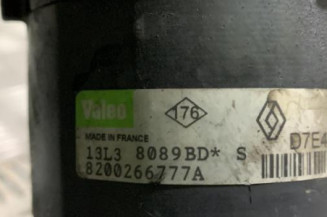 Valeo
176
MADE IN FRANCE
D7E4
13L3 8089BD* S
8200266777A